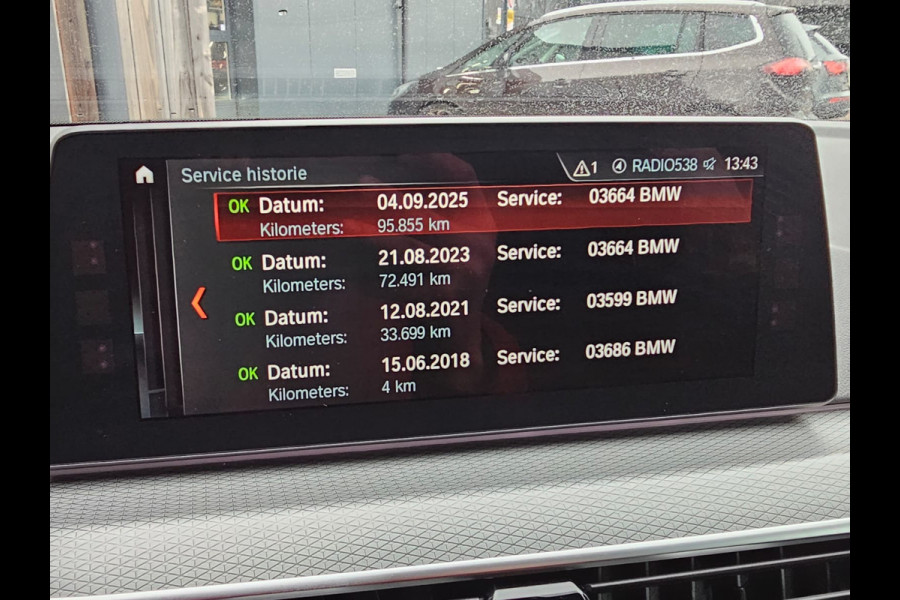 Service historie 1 RADIO538 13:43
OK Datum: 04.09.2025 Service: 03664 BMW
Kilometers: 95.855 km
OK Datum: 21.08.2023 Service: 03664 BMW
Kilometers: 72.491 km
OK Datum: 12.08.2021 Service: 03599 BMW
Kilometers: 33.699 km
OK Datum: 15.06.2018 Service: 03686 BMW
Kilometers: 4 km